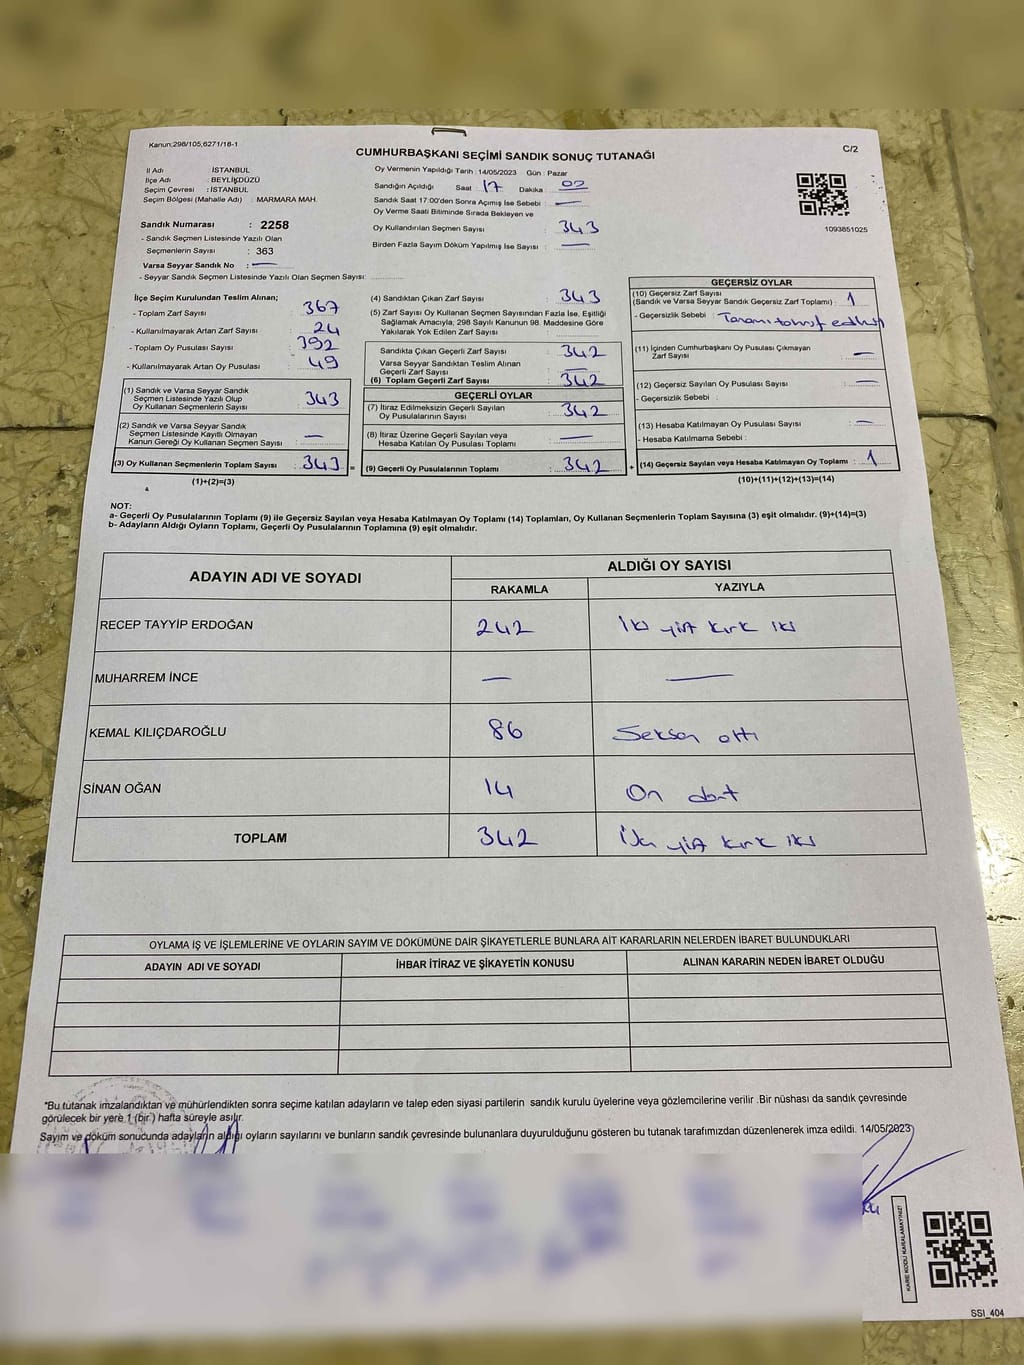 Kanun;298/105,6271/18-1
CUMHURBAŞKANI SEÇİMİ SANDIK SONUÇ TUTANAĞI
C/2
İl Adı : İSTANBUL
İlçe Adı : BEYLİKDÜZÜ
Seçim Çevresi : İSTANBUL
Seçim Bölgesi (Mahalle Adı) : MARMARA MAH.
Sandık Numarası : 2258
- Sandık Seçmen Listesinde Yazılı Olan
Seçmenlerin Sayısı : 363
Varsa Seyyar Sandık No : —
- Seyyar Sandık Seçmen Listesinde Yazılı Olan Seçmen Sayısı:
Oy Vermenin Yapıldığı Tarih : 14/05/2023 Gün : Pazar
Sandığın Açıldığı Saat 17 Dakika : 02
Sandık Saat 17:00'den Sonra Açımış İse Sebebi : —
Oy Verme Saati Bitiminde Sırada Bekleyen ve
Oy Kullandırılan Seçmen Sayısı : 343
Birden Fazla Sayım Döküm Yapılmış İse Sayısı : —
1093851025
İlçe Seçim Kurulundan Teslim Alınan;
- Toplam Zarf Sayısı : 367
- Kullanılmayarak Artan Zarf Sayısı : 24
- Toplam Oy Pusulası Sayısı : 392
- Kullanılmayarak Artan Oy Pusulası : 49
(1) Sandık ve Varsa Seyyar Sandık
Seçmen Listesinde Yazılı Olup
Oy Kullanan Seçmenlerin Sayısı : 343
(2) Sandık ve Varsa Seyyar Sandık
Seçmen Listesinde Kayıtlı Olmayan
Kanun Gereği Oy Kullanan Seçmen Sayısı : —
(3) Oy Kullanan Seçmenlerin Toplam Sayısı : 343
(1)+(2)=(3)
(4) Sandıktan Çıkan Zarf Sayısı : 343
(5) Zarf Sayısı Oy Kullanan Seçmen Sayısından Fazla İse, Eşitliği
Sağlamak Amacıyla, 298 Sayılı Kanunun 98. Maddesine Göre
Yakılarak Yok Edilen Zarf Sayısı :
Sandıkta Çıkan Geçerli Zarf Sayısı : 342
Varsa Seyyar Sandıktan Teslim Alınan
Geçerli Zarf Sayısı : —
(6) Toplam Geçerli Zarf Sayısı : 342
GEÇERLİ OYLAR
(7) İtiraz Edilmeksizin Geçerli Sayılan
Oy Pusulalarının Sayısı : 342
(8) İtiraz Üzerine Geçerli Sayılan veya
Hesaba Katılan Oy Pusulası Toplamı : —
= (9) Geçerli Oy Pusulalarının Toplamı : 342
GEÇERSİZ OYLAR
(10) Geçersiz Zarf Sayısı
(Sandık ve Varsa Seyyar Sandık Geçersiz Zarf Toplamı) : 1
- Geçersizlik Sebebi :
(11) İçinden Cumhurbaşkanı Oy Pusulası Çıkmayan
Zarf Sayısı : —
(12) Geçersiz Sayılan Oy Pusulası Sayısı : —
- Geçersizlik Sebebi :
(13) Hesaba Katılmayan Oy Pusulası Sayısı : —
- Hesaba Katılmama Sebebi :
+ (14) Geçersiz Sayılan veya Hesaba Katılmayan Oy Toplamı : 1
(10)+(11)+(12)+(13)=(14)
NOT:
a- Geçerli Oy Pusulalarının Toplamı (9) ile Geçersiz Sayılan veya Hesaba Katılmayan Oy Toplamı (14) Toplamları, Oy Kullanan Seçmenlerin Toplam Sayısına (3) eşit olmalıdır. (9)+(14)=(3)
b- Adayların Aldığı Oyların Toplamı, Geçerli Oy Pusulalarının Toplamına (9) eşit olmalıdır.
ADAYIN ADI VE SOYADI
ALDIĞI OY SAYISI
RAKAMLA YAZIYLA
RECEP TAYYİP ERDOĞAN 242 İki yüz kırk iki
MUHARREM İNCE — —
KEMAL KILIÇDAROĞLU 86 Seksen altı
SİNAN OĞAN 14 On dört
TOPLAM 342 İki yüz kırk iki
OYLAMA İŞ VE İŞLEMLERİNE VE OYLARIN SAYIM VE DÖKÜMÜNE DAİR ŞİKAYETLERLE BUNLARA AİT KARARLARIN NELERDEN İBARET BULUNDUKLARI
ADAYIN ADI VE SOYADI İHBAR İTİRAZ VE ŞİKAYETİN KONUSU ALINAN KARARIN NEDEN İBARET OLDUĞU
*Bu tutanak imzalandıktan ve mühürlendikten sonra seçime katılan adayların ve talep eden siyasi partilerin sandık kurulu üyelerine veya gözlemcilerine verilir .Bir nüshası da sandık çevresinde
görülecek bir yere 1 (bir ) hafta süreyle asılır.
Sayım ve döküm sonucunda adayların aldığı oyların sayılarını ve bunların sandık çevresinde bulunanlara duyurulduğunu gösteren bu tutanak tarafımızdan düzenlenerek imza edildi. 14/05/2023
KARE KODU KARALAMAYINIZ!
SSİ_404